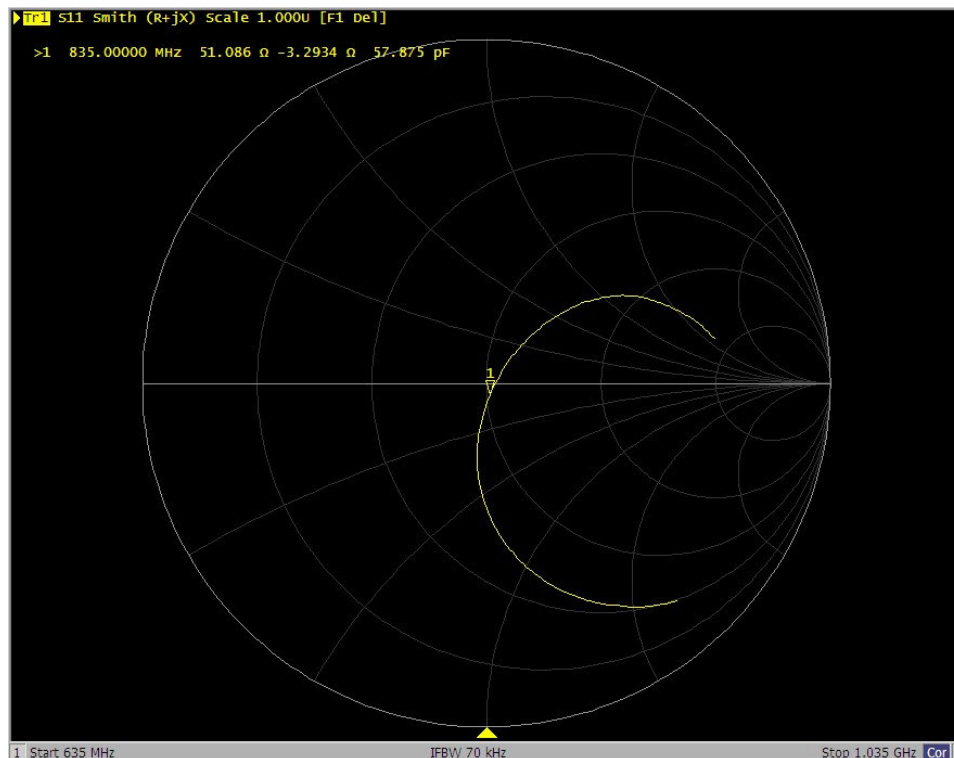 Tr1 S11 Smith (R+jX) Scale 1.000U [F1 Del]
>1 835.00000 MHz 51.086 Ω -3.2934 Ω 57.875 pF
1
1 Start 635 MHz IFBW 70 kHz Stop 1.035 GHz Cor